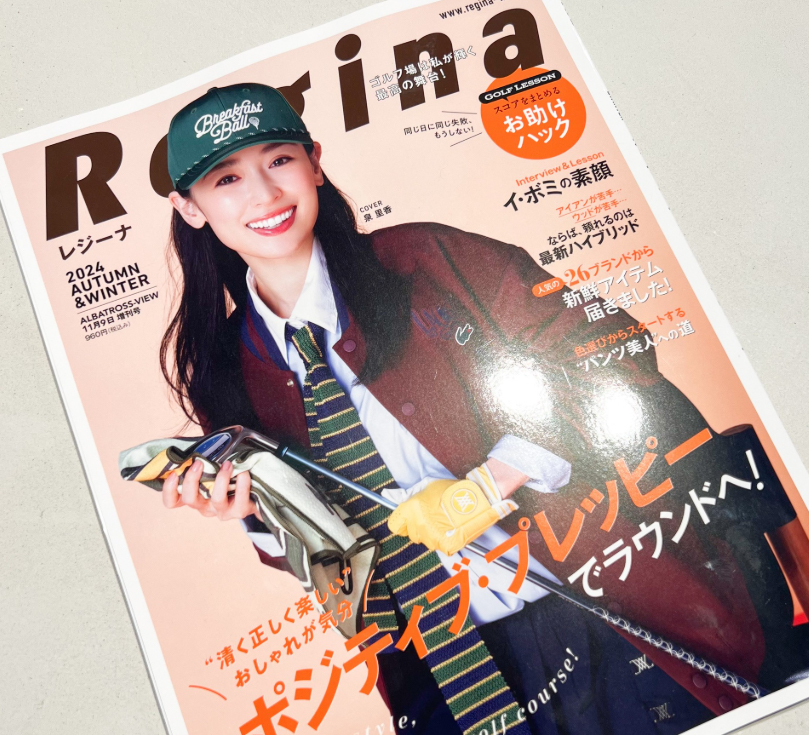 www.regina-
Regina
レジーナ
2024
AUTUMN
&WINTER
ALBATROSS-VIEW
11月9日 増刊号
960円(税込み)
Breakfast
Ball
ゴルフ場は私が輝く
最高の舞台!
同じ日に同じ失敗、
もうしない!
GOLF LESSON
スコアをまとめる
お助け
ハック
COVER
泉 里香
Interview & Lesson
イ・ボミの素顔
アイアンが苦手…
ウッドが苦手…
ならば、頼れるのは
最新ハイブリッド
人気の26ブランドから
新鮮アイテム
届きました!
色選びからスタートする
"パンツ美人"への道
"清く正しく楽しい"
おしゃれが気分
ポジティブ・プレッピー
でラウンドへ!
golf course!